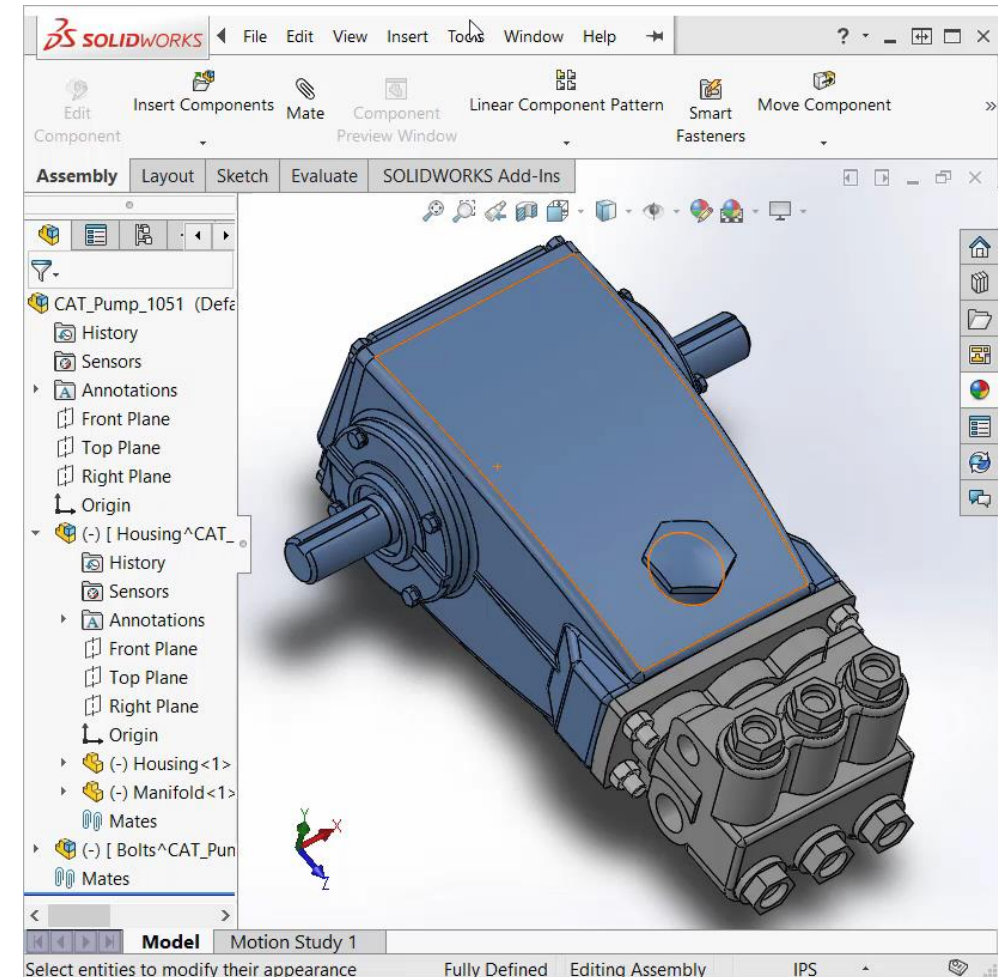 SOLIDWORKS File Edit View Insert Tools Window Help ?
Edit Component
Insert Components
Mate
Component Preview Window
Linear Component Pattern
Smart Fasteners
Move Component
»
Assembly Layout Sketch Evaluate SOLIDWORKS Add-Ins
CAT_Pump_1051 (Defa
History
Sensors
A Annotations
Front Plane
Top Plane
Right Plane
Origin
(-) [ Housing^CAT_
History
Sensors
A Annotations
Front Plane
Top Plane
Right Plane
Origin
(-) Housing<1>
(-) Manifold<1>
Mates
(-) [ Bolts^CAT_Pun
Mates
Y
X
Z
Model Motion Study 1
Select entities to modify their appearance Fully Defined Editing Assembly IPS